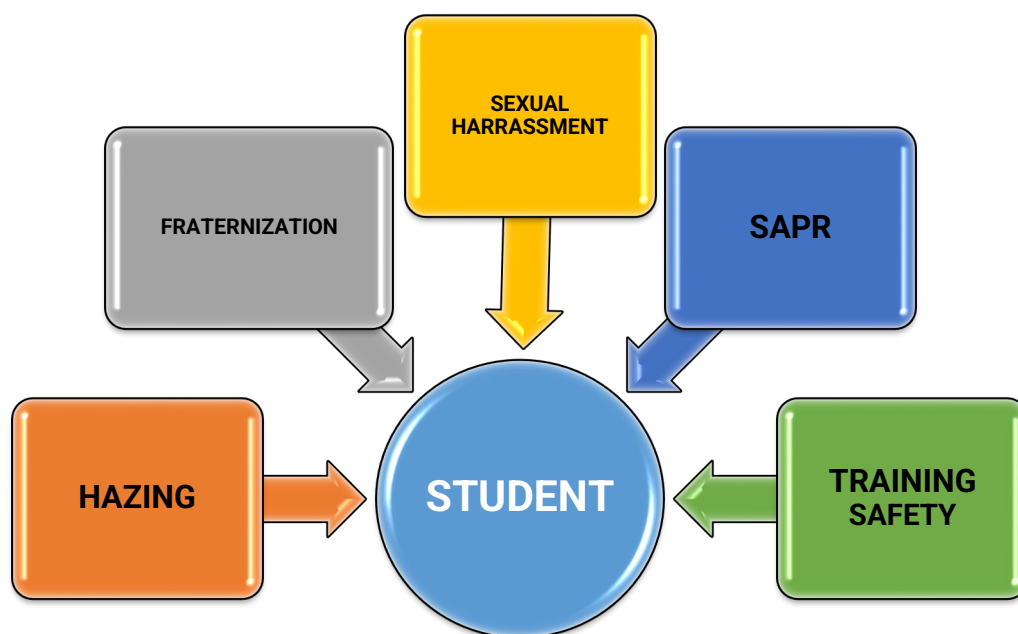 SEXUAL
HARRASSMENT
FRATERNIZATION
SAPR
HAZING
STUDENT
TRAINING
SAFETY